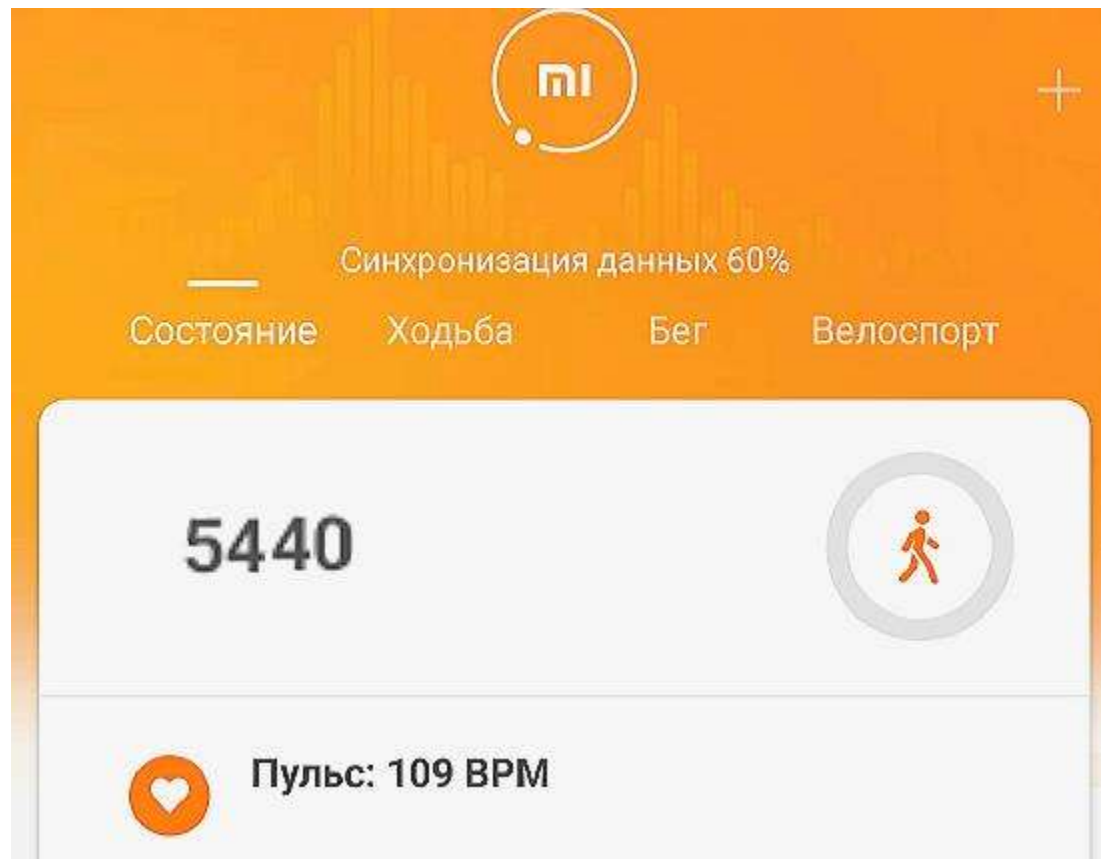 mi
Синхронизация данных 60%
Состояние Ходьба Бег Велоспорт
5440
Пульс: 109 BPM